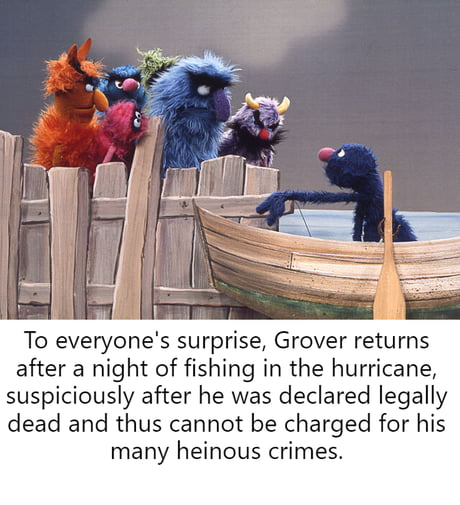 To everyone's surprise, Grover returns
after a night of fishing in the hurricane,
suspiciously after he was declared legally
dead and thus cannot be charged for his
many heinous crimes.